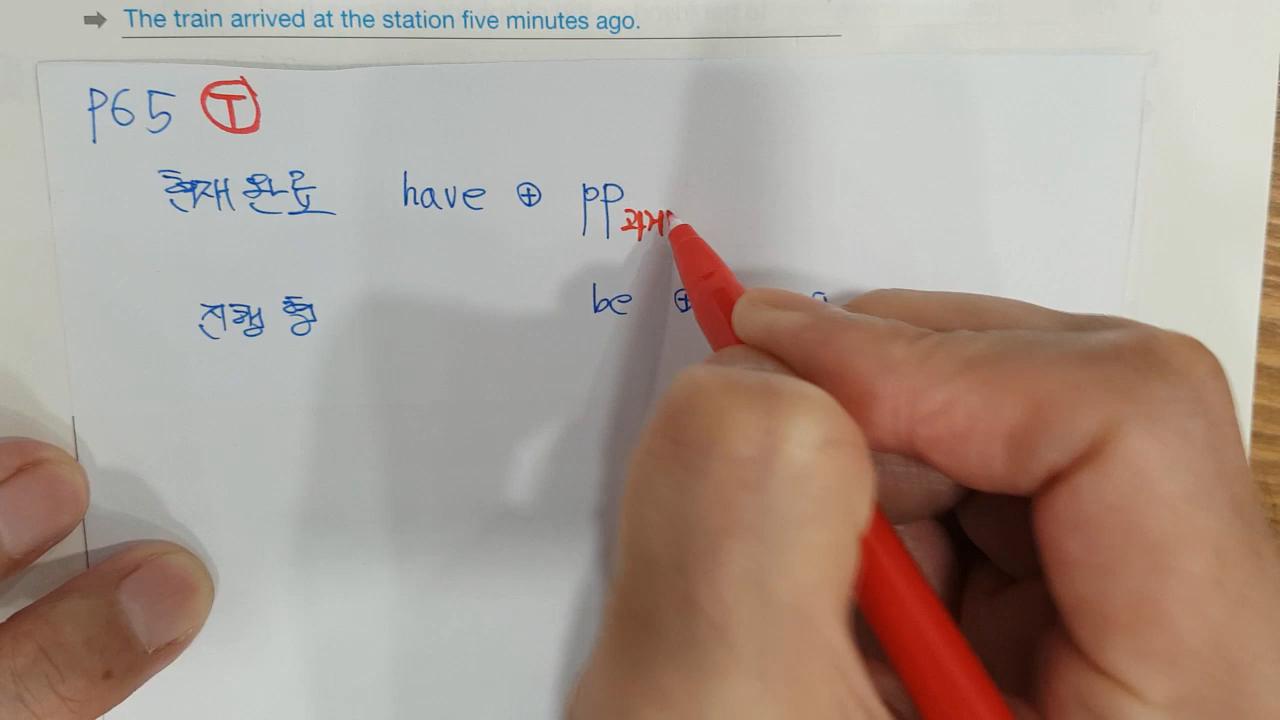 ➡ The train arrived at the station five minutes ago.
P65 Ⓣ
현재 완료 have ⊕ pp 과거
진행 중 be ⊕